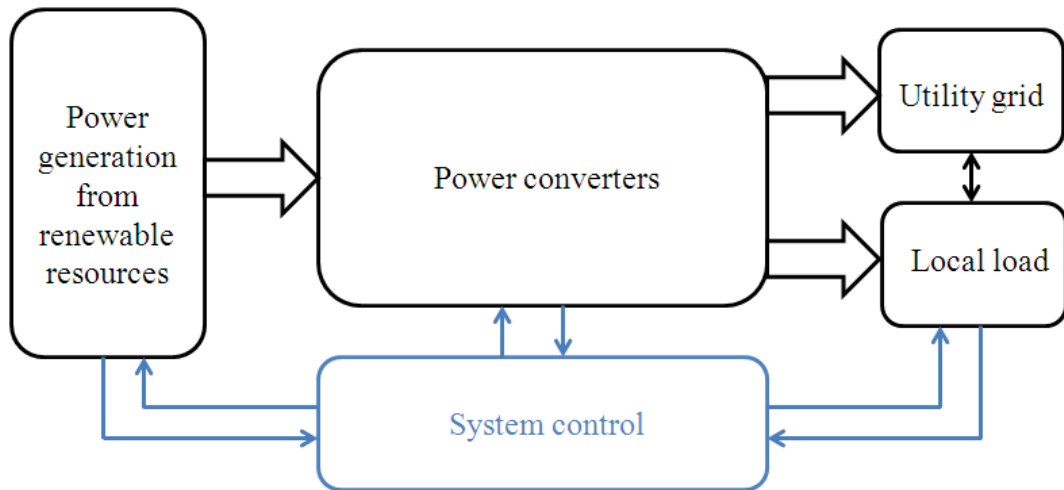 Power
generation
from
renewable
resources
Power converters
Utility grid
Local load
System control